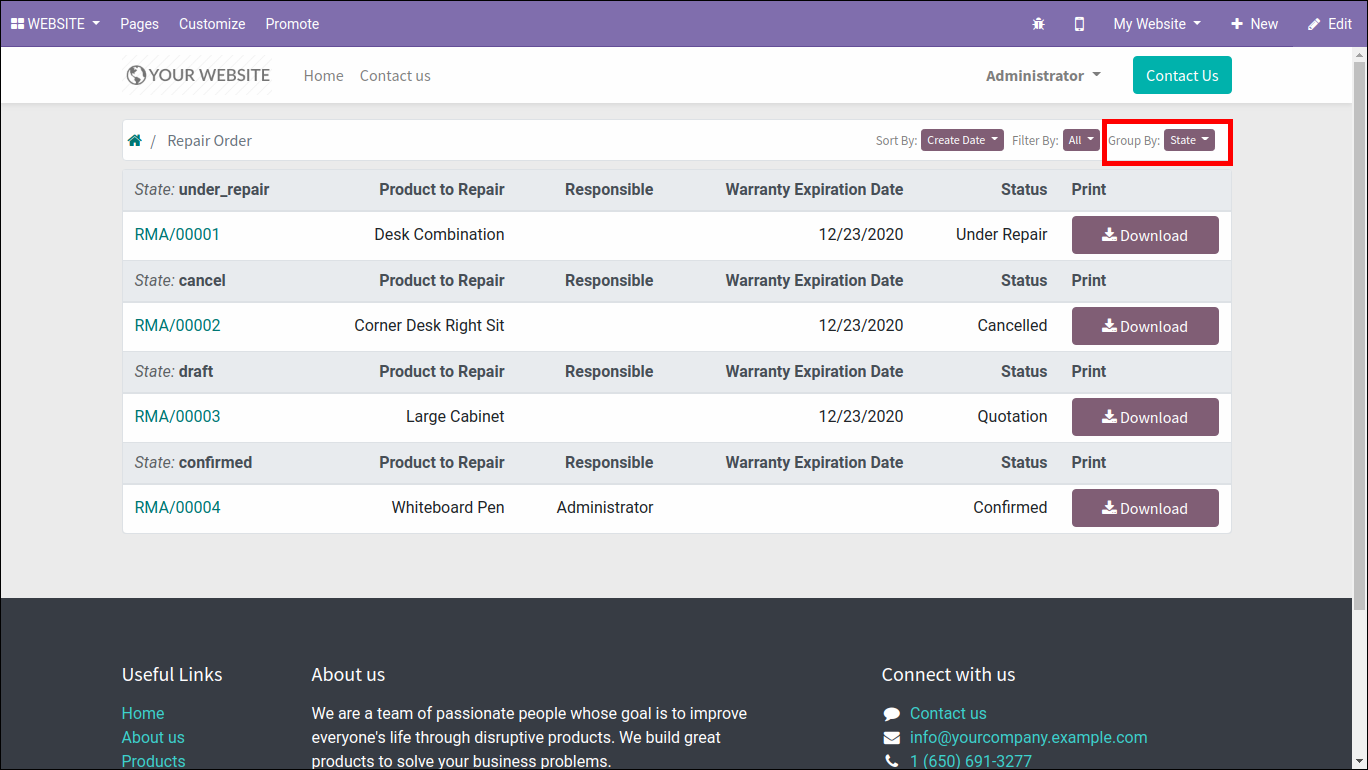 WEBSITE Pages Customize Promote My Website New Edit
YOUR WEBSITE Home Contact us Administrator Contact Us
/ Repair Order Sort By: Create Date Filter By: All Group By: State
State: under_repair Product to Repair Responsible Warranty Expiration Date Status Print
RMA/00001 Desk Combination 12/23/2020 Under Repair Download
State: cancel Product to Repair Responsible Warranty Expiration Date Status Print
RMA/00002 Corner Desk Right Sit 12/23/2020 Cancelled Download
State: draft Product to Repair Responsible Warranty Expiration Date Status Print
RMA/00003 Large Cabinet 12/23/2020 Quotation Download
State: confirmed Product to Repair Responsible Warranty Expiration Date Status Print
RMA/00004 Whiteboard Pen Administrator Confirmed Download
Useful Links
Home
About us
Products
About us
We are a team of passionate people whose goal is to improve
everyone's life through disruptive products. We build great
products to solve your business problems.
Connect with us
Contact us
info@yourcompany.example.com
1 (650) 691-3277